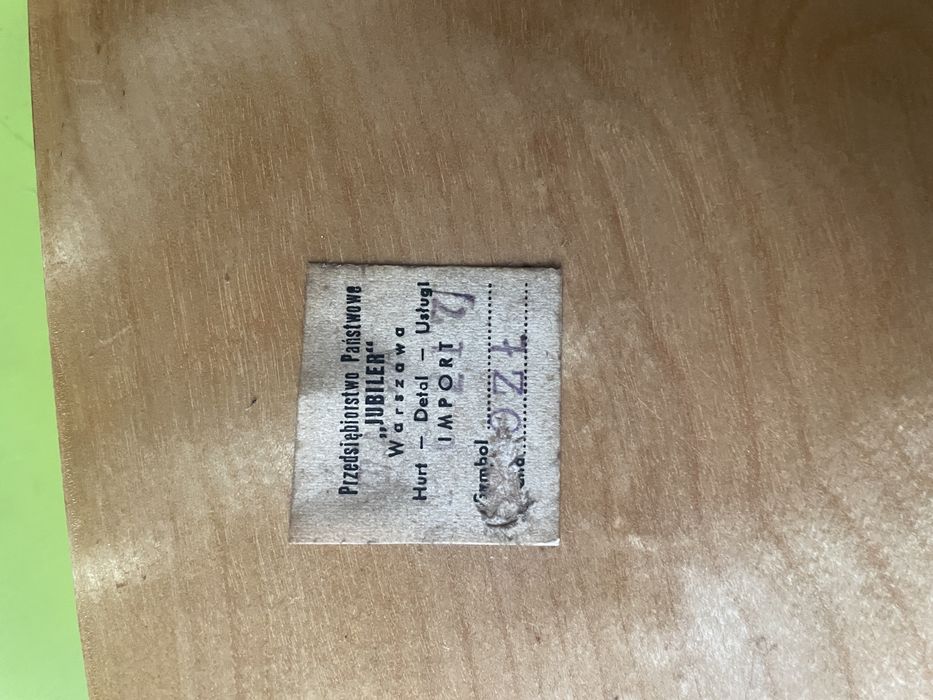 Przedsiębiorstwo Państwowe
„JUBILER"
Warszawa
Hurt — Detal — Usługi
IMPORT
Symbol